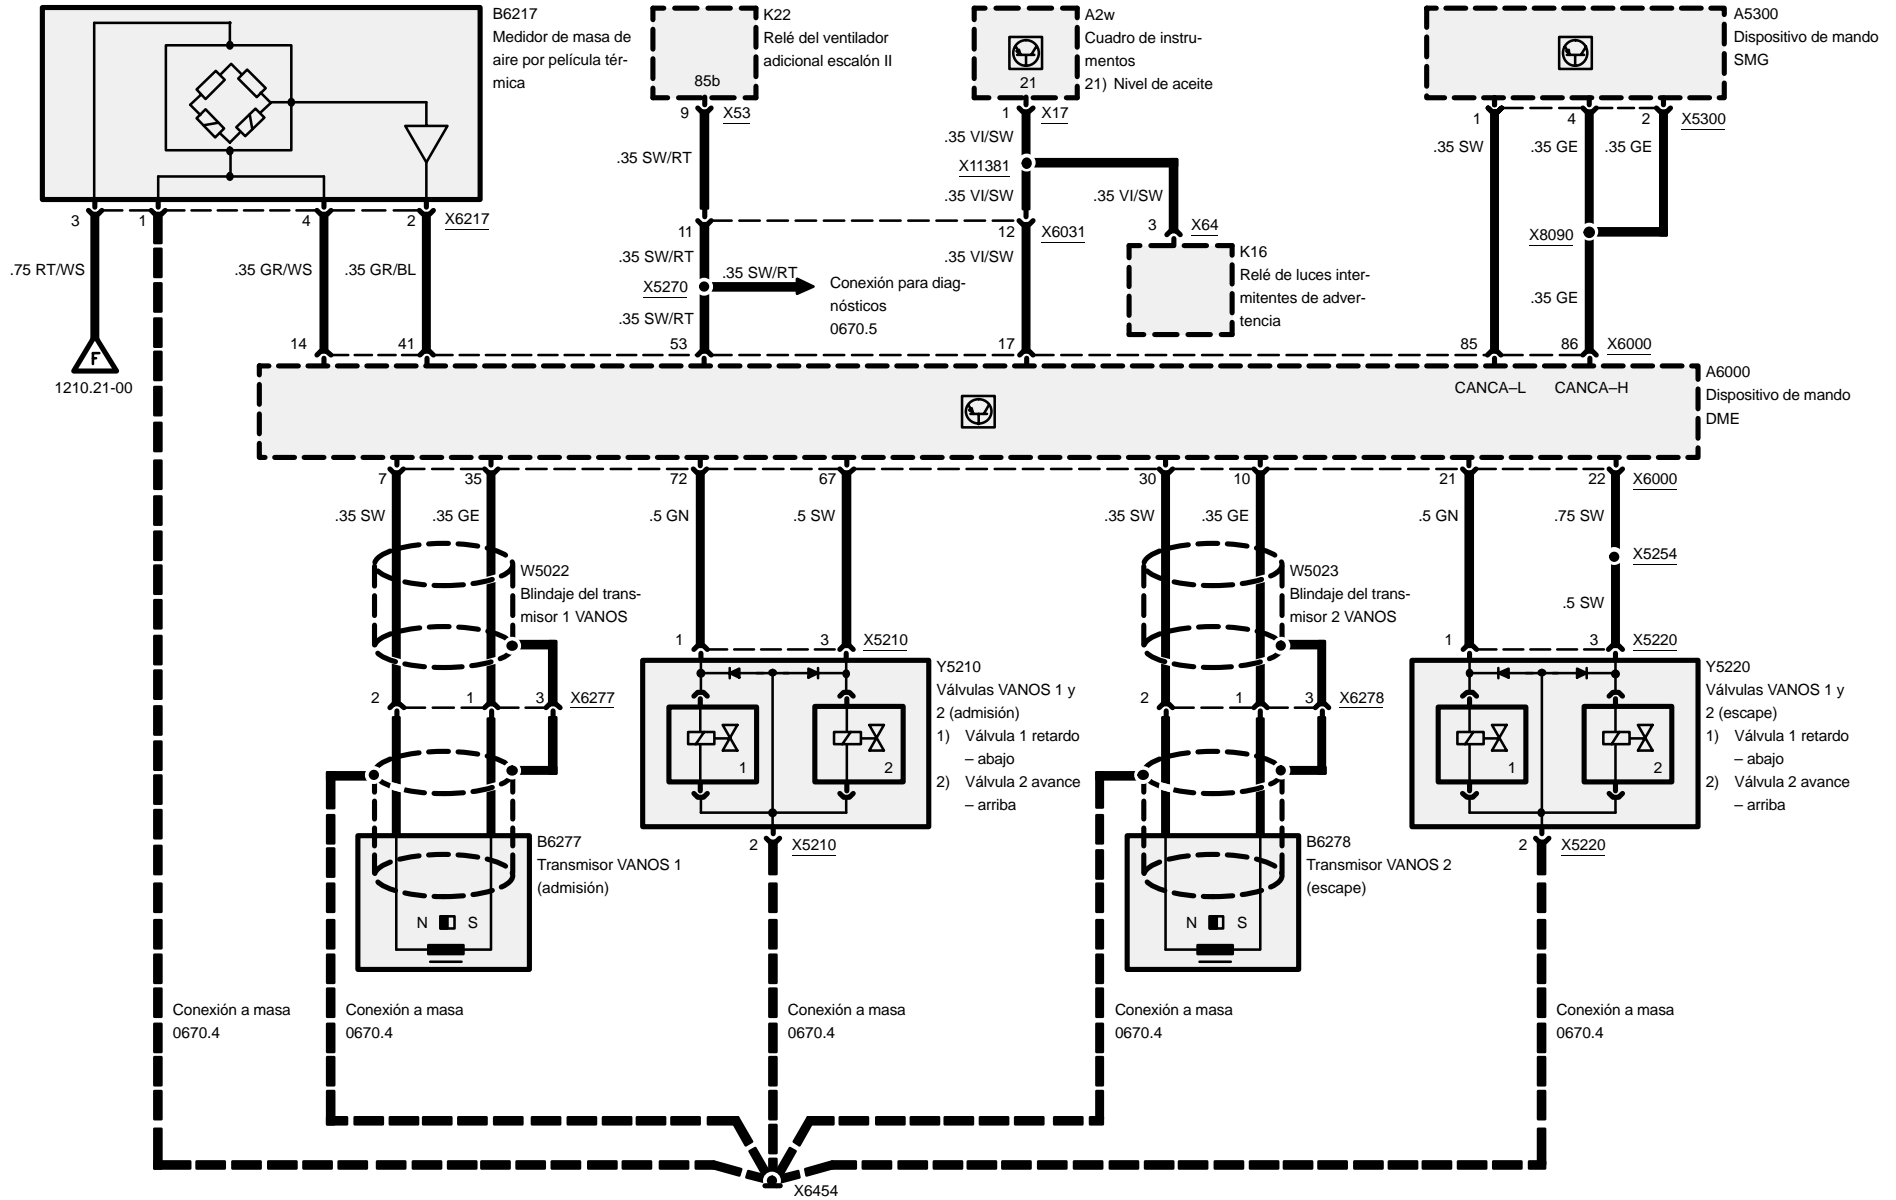 B6217
Medidor de masa de
aire por película tér-
mica
K22
Relé del ventilador
adicional escalón II
85b
A2w
Cuadro de instru-
mentos
21) Nivel de aceite
21
A5300
Dispositivo de mando
SMG
9 X53
1 X17
1 4 2 X5300
.35 SW/RT
.35 VI/SW
X11381
.35 VI/SW
.35 VI/SW
.35 SW .35 GE .35 GE
3 1 4 2 X6217
11 12 X6031
3 X64
X8090
.75 RT/WS .35 GR/WS .35 GR/BL
.35 SW/RT
.35 VI/SW
X5270
.35 SW/RT
Conexión para diag-
nósticos
0670.5
.35 SW/RT
K16
Relé de luces inter-
mitentes de adver-
tencia
.35 GE
F
1210.21-00
14 41 53 17 85 86 X6000
CANCA–L CANCA–H
A6000
Dispositivo de mando
DME
7 35 72 67 30 10 21 22 X6000
.35 SW .35 GE .5 GN .5 SW .35 SW .35 GE .5 GN .75 SW
X5254
.5 SW
W5022
Blindaje del trans-
misor 1 VANOS
W5023
Blindaje del trans-
misor 2 VANOS
1 3 X5210
1 3 X5220
2 1 3 X6277
2 1 3 X6278
Y5210
Válvulas VANOS 1 y
2 (admisión)
1) Válvula 1 retardo
– abajo
2) Válvula 2 avance
– arriba
1 2
Y5220
Válvulas VANOS 1 y
2 (escape)
1) Válvula 1 retardo
– abajo
2) Válvula 2 avance
– arriba
1 2
B6277
Transmisor VANOS 1
(admisión)
N S
2 X5210
B6278
Transmisor VANOS 2
(escape)
N S
2 X5220
Conexión a masa
0670.4
Conexión a masa
0670.4
Conexión a masa
0670.4
Conexión a masa
0670.4
Conexión a masa
0670.4
X6454